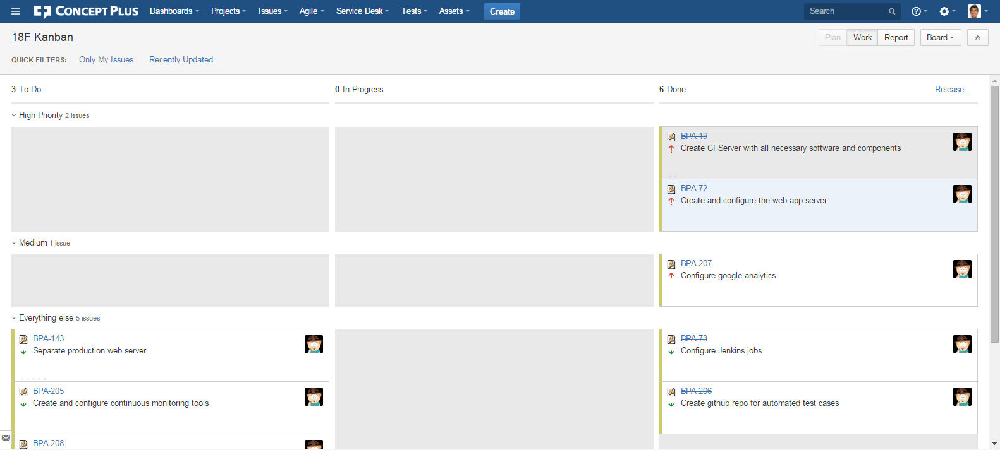 CONCEPT PLUS Dashboards Projects Issues Agile Service Desk Tests Assets Create Search
18F Kanban Plan Work Report Board
QUICK FILTERS: Only My Issues Recently Updated
3 To Do 0 In Progress 6 Done Release...
High Priority 2 issues
BPA-19
Create CI Server with all necessary software and components
BPA-72
Create and configure the web app server
Medium 1 issue
BPA-207
Configure google analytics
Everything else 5 issues
BPA-143 BPA-73
Separate production web server Configure Jenkins jobs
BPA-205 BPA-206
Create and configure continuous monitoring tools Create github repo for automated test cases
BPA-208